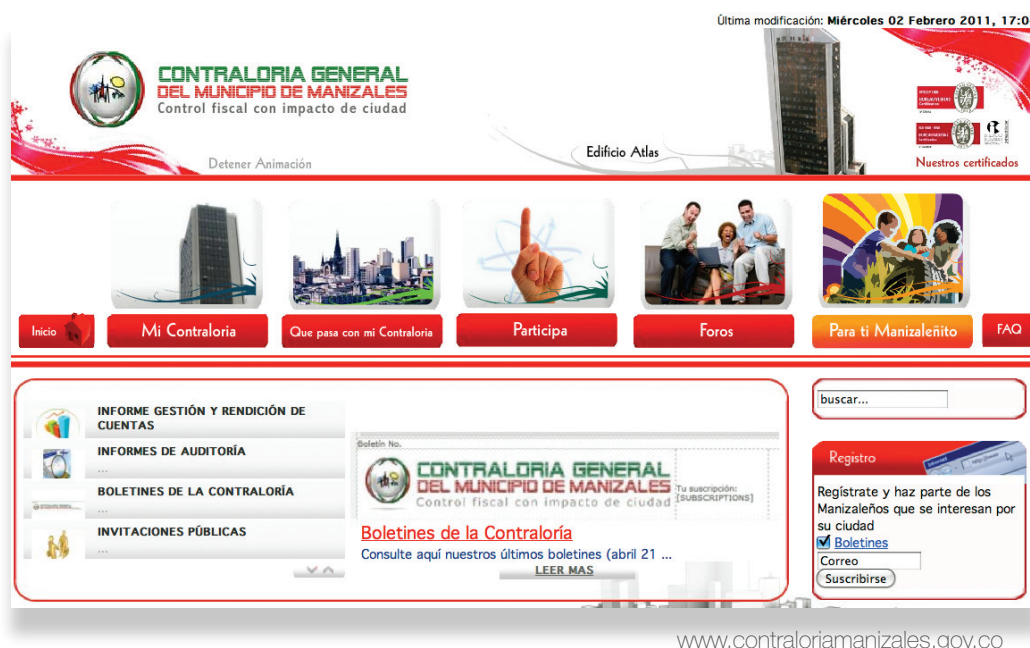 Última modificación: Miércoles 02 Febrero 2011, 17:0
CONTRALORIA GENERAL
DEL MUNICIPIO DE MANIZALES
Control fiscal con impacto de ciudad
Detener Animación
Edificio Atlas
Nuestros certificados
Inicio
Mi Contraloria
Que pasa con mi Contraloria
Participa
Foros
Para ti Manizaleñito
FAQ
INFORME GESTIÓN Y RENDICIÓN DE
CUENTAS
INFORMES DE AUDITORÍA
...
BOLETINES DE LA CONTRALORÍA
...
INVITACIONES PÚBLICAS
...
Boletín No.
CONTRALORIA GENERAL
DEL MUNICIPIO DE MANIZALES
Control fiscal con impacto de ciudad
Tu suscripción:
[SUBSCRIPTIONS]
Boletines de la Contraloría
Consulte aquí nuestros últimos boletines (abril 21 ...
LEER MAS
buscar...
Registro
Regístrate y haz parte de los
Manizaleños que se interesan por
su ciudad
Boletines
Correo
Suscribirse
www.contraloriamanizales.gov.co